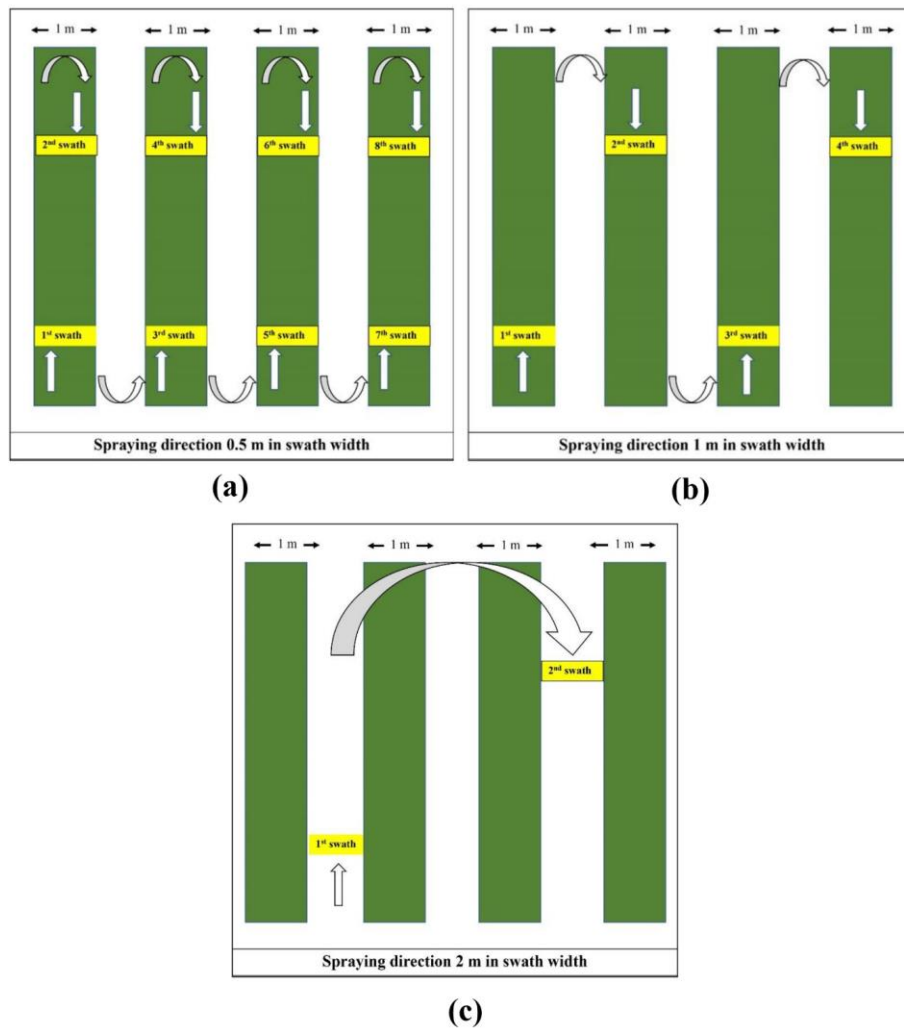 1 m 1 m 1 m 1 m
2nd swath 4th swath 6th swath 8th swath
1st swath 3rd swath 5th swath 7th swath
Spraying direction 0.5 m in swath width
(a)
1 m 1 m 1 m 1 m
2nd swath 4th swath
1st swath 3rd swath
Spraying direction 1 m in swath width
(b)
1 m 1 m 1 m 1 m
2nd swath
1st swath
Spraying direction 2 m in swath width
(c)